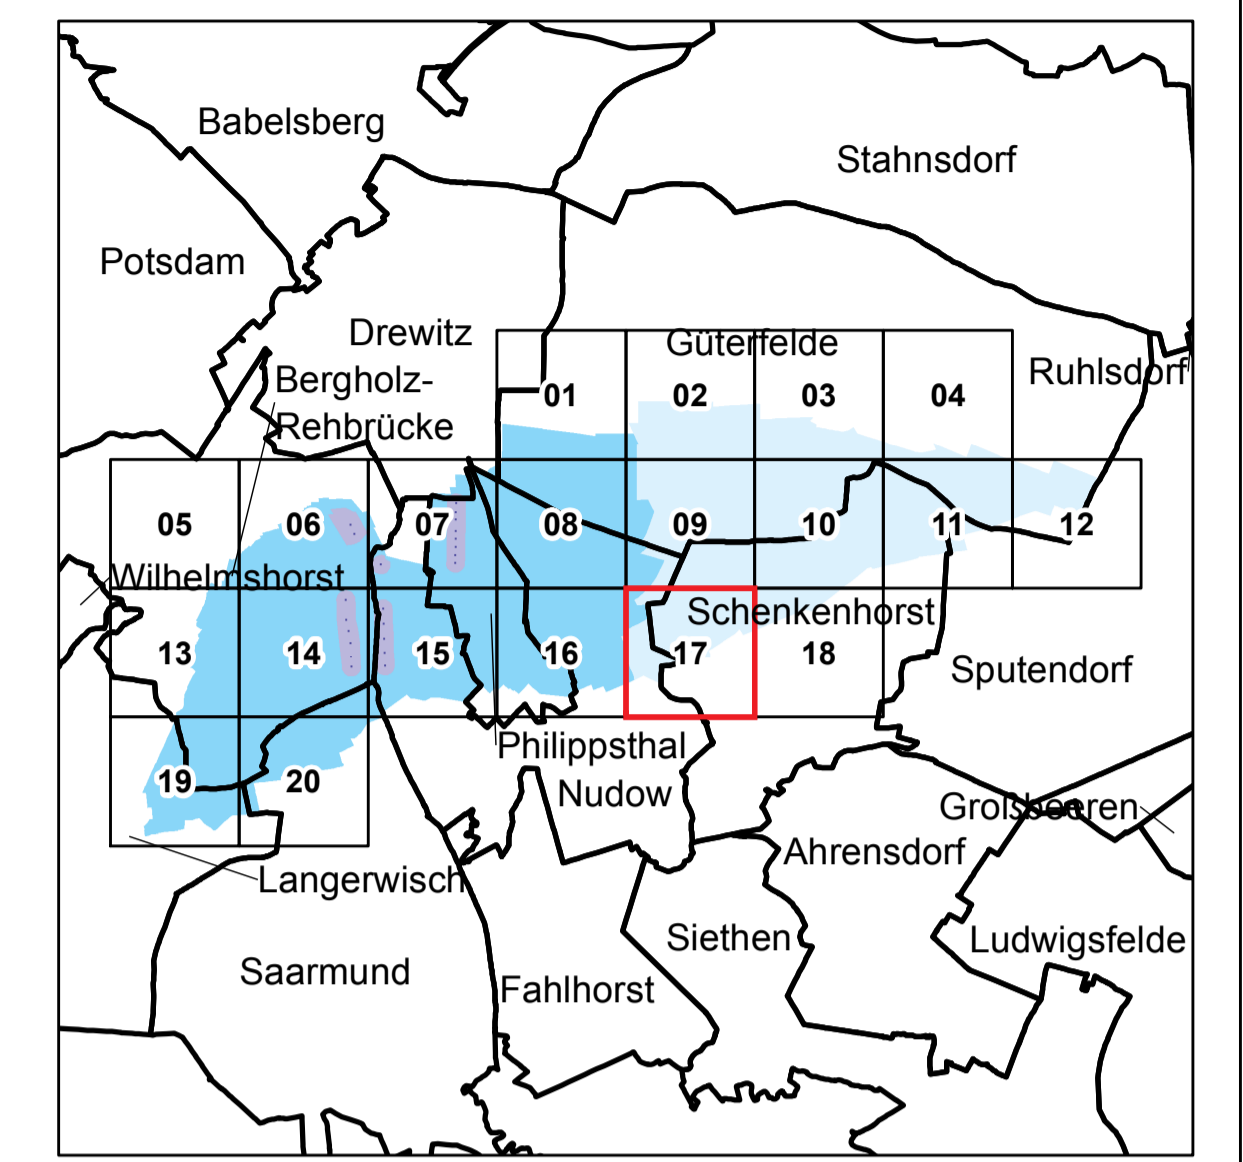 Babelsberg
Stahnsdorf
Potsdam
Drewitz
Güterfelde
Bergholz-
Rehbrücke
Ruhlsdorf
01
02
03
04
05
06
07
08
09
10
11
12
Wilhelmshorst
Schenkenhorst
13
14
15
16
17
18
Sputendorf
Philippsthal
19
20
Nudow
Großbeeren
Ahrensdorf
Langerwisch
Siethen
Ludwigsfelde
Saarmund
Fahlhorst